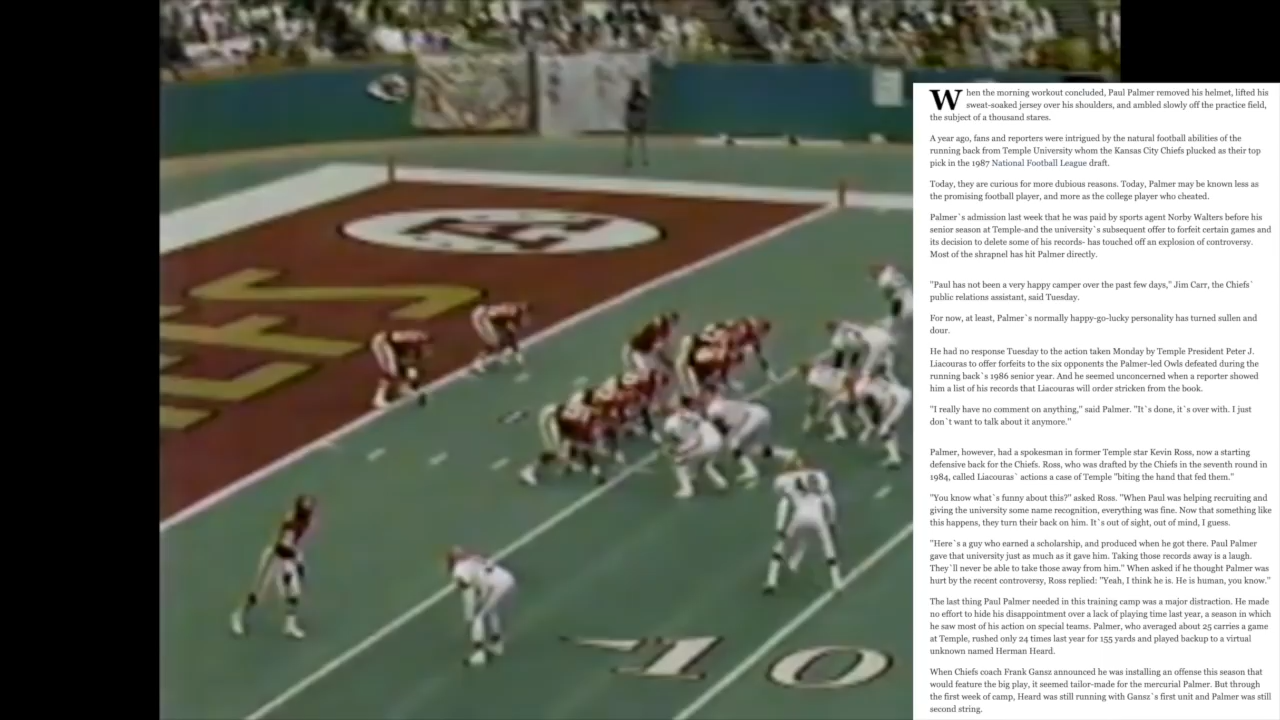 When the morning workout concluded, Paul Palmer removed his helmet, lifted his
sweat-soaked jersey over his shoulders, and ambled slowly off the practice field,
the subject of a thousand stares.
A year ago, fans and reporters were intrigued by the natural football abilities of the
running back from Temple University whom the Kansas City Chiefs plucked as their top
pick in the 1987 National Football League draft.
Today, they are curious for more dubious reasons. Today, Palmer may be known less as
the promising football player, and more as the college player who cheated.
Palmer`s admission last week that he was paid by sports agent Norby Walters before his
senior season at Temple-and the university`s subsequent offer to forfeit certain games and
its decision to delete some of his records- has touched off an explosion of controversy.
Most of the shrapnel has hit Palmer directly.
"Paul has not been a very happy camper over the past few days," Jim Carr, the Chiefs`
public relations assistant, said Tuesday.
For now, at least, Palmer`s normally happy-go-lucky personality has turned sullen and
dour.
He had no response Tuesday to the action taken Monday by Temple President Peter J.
Liacouras to offer forfeits to the six opponents the Palmer-led Owls defeated during the
running back`s 1986 senior year. And he seemed unconcerned when a reporter showed
him a list of his records that Liacouras will order stricken from the book.
"I really have no comment on anything," said Palmer. "It`s done, it`s over with. I just
don`t want to talk about it anymore."
Palmer, however, had a spokesman in former Temple star Kevin Ross, now a starting
defensive back for the Chiefs. Ross, who was drafted by the Chiefs in the seventh round in
1984, called Liacouras` actions a case of Temple "biting the hand that fed them."
"You know what`s funny about this?" asked Ross. "When Paul was helping recruiting and
giving the university some name recognition, everything was fine. Now that something like
this happens, they turn their back on him. It`s out of sight, out of mind, I guess.
"Here`s a guy who earned a scholarship, and produced when he got there. Paul Palmer
gave that university just as much as it gave him. Taking those records away is a laugh.
They`ll never be able to take those away from him." When asked if he thought Palmer was
hurt by the recent controversy, Ross replied: "Yeah, I think he is. He is human, you know."
The last thing Paul Palmer needed in this training camp was a major distraction. He made
no effort to hide his disappointment over a lack of playing time last year, a season in which
he saw most of his action on special teams. Palmer, who averaged about 25 carries a game
at Temple, rushed only 24 times last year for 155 yards and played backup to a virtual
unknown named Herman Heard.
When Chiefs coach Frank Gansz announced he was installing an offense this season that
would feature the big play, it seemed tailor-made for the mercurial Palmer. But through
the first week of camp, Heard was still running with Gansz`s first unit and Palmer was still
second string.
10